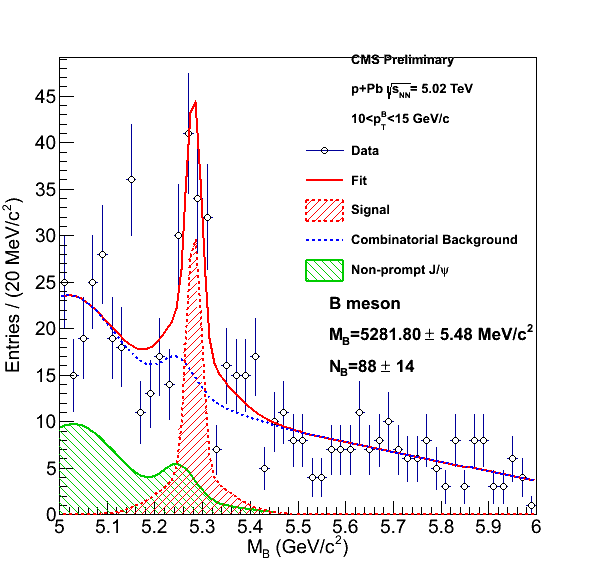 CMS Preliminary
p+Pb √sNN= 5.02 TeV
10<pTB<15 GeV/c
Data
Fit
Signal
Combinatorial Background
Non-prompt J/ψ
B meson
MB=5281.80 ± 5.48 MeV/c²
NB=88 ± 14
Entries / (20 MeV/c²)
45
40
35
30
25
20
15
10
5
0
5 5.1 5.2 5.3 5.4 5.5 5.6 5.7 5.8 5.9 6
MB (GeV/c²)